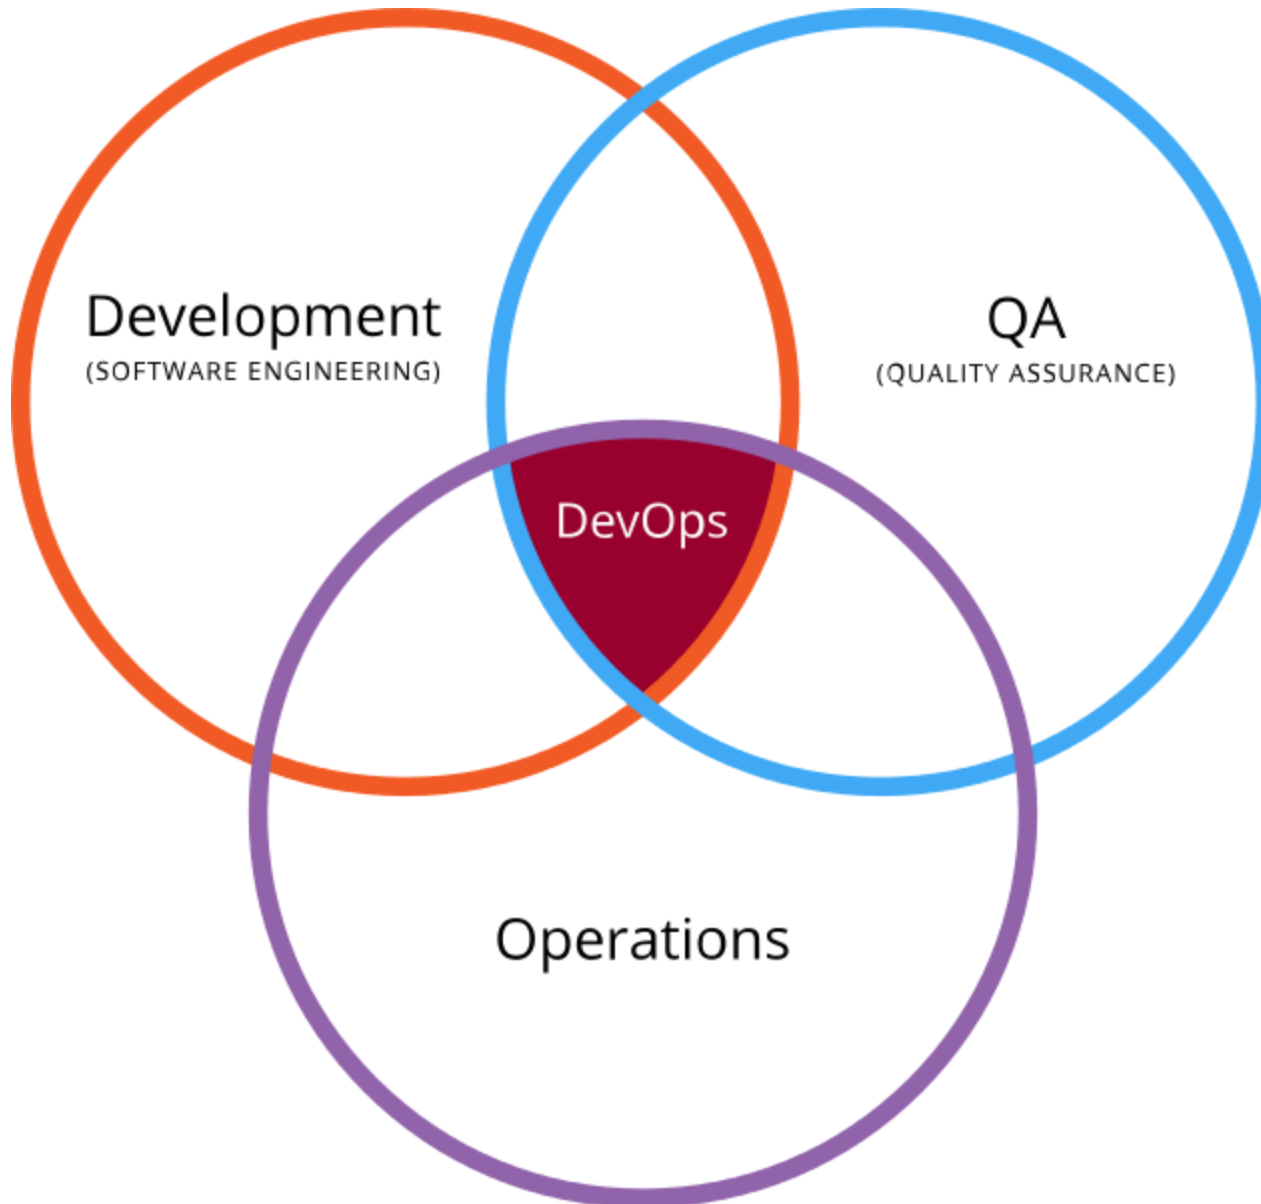 Development
(SOFTWARE ENGINEERING)
QA
(QUALITY ASSURANCE)
DevOps
Operations